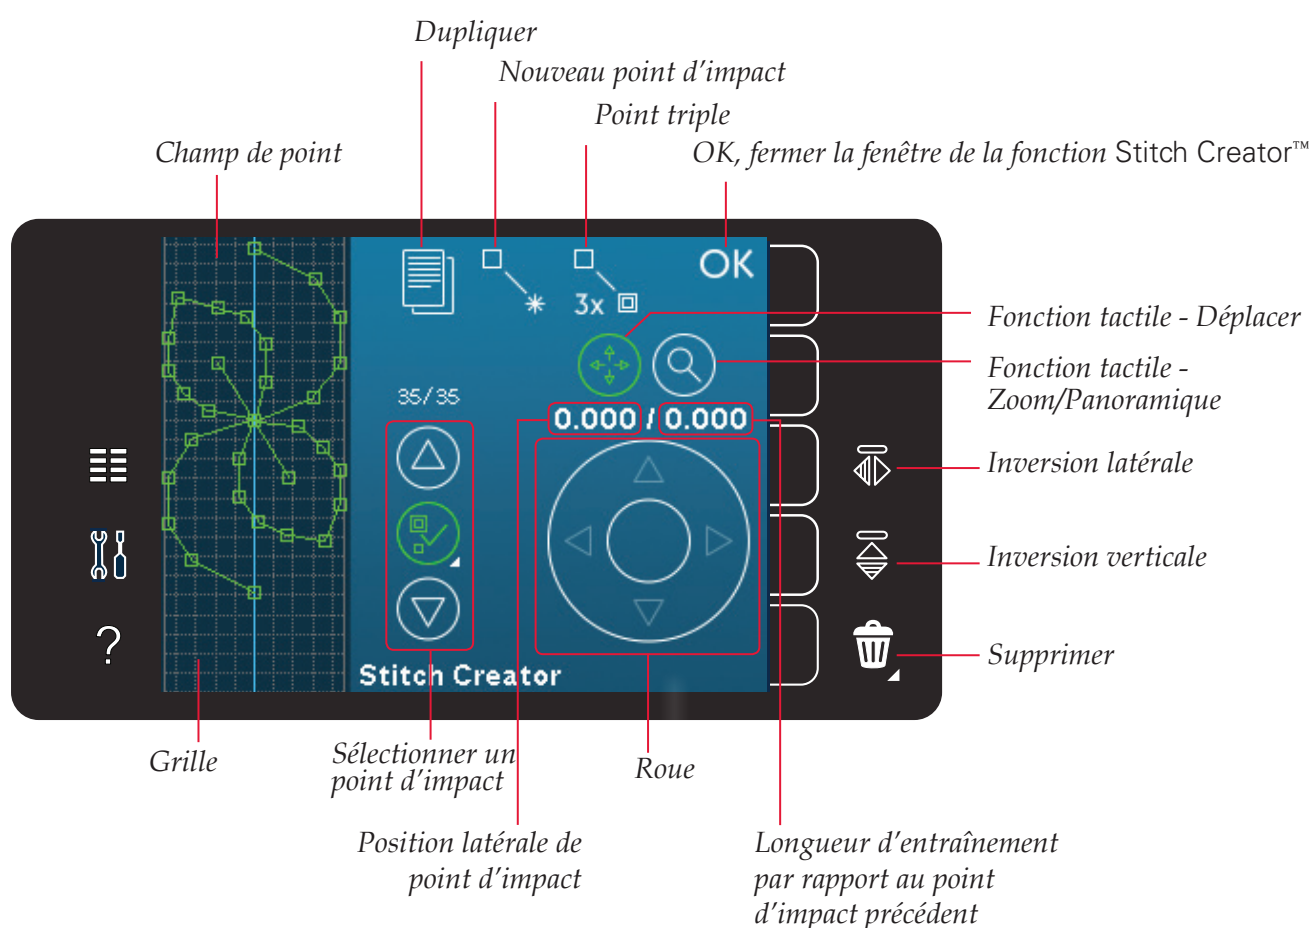 Dupliquer
Nouveau point d'impact
Point triple
Champ de point
OK, fermer la fenêtre de la fonction Stitch Creator™
OK
3x
Fonction tactile - Déplacer
Fonction tactile -
Zoom/Panoramique
35/35
0.000 / 0.000
Inversion latérale
Inversion verticale
?
Supprimer
Stitch Creator
Grille
Sélectionner un
point d'impact
Roue
Position latérale de
point d'impact
Longueur d'entraînement
par rapport au point
d'impact précédent